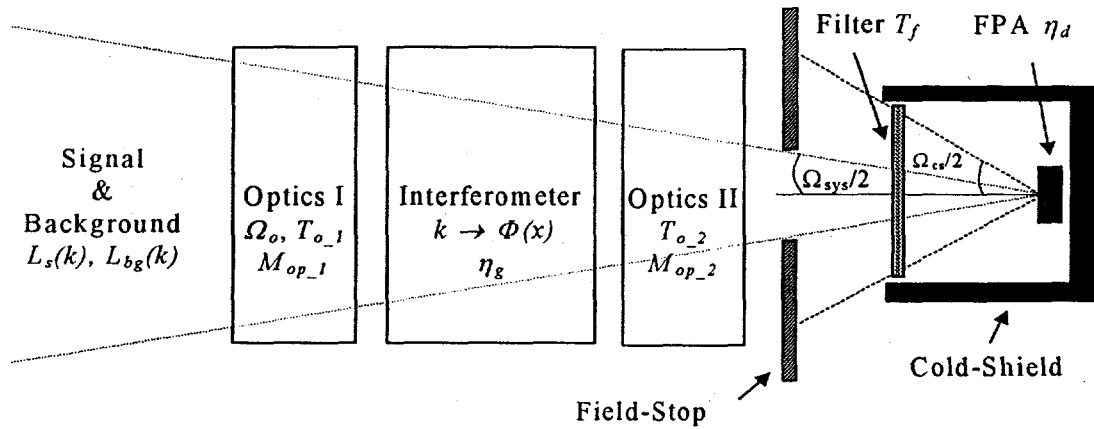 Filter T_f
FPA η_d
Signal
&
Background
L_s(k), L_bg(k)
Optics I
Ω_o, T_o_1
M_op_1
Interferometer
k → Φ(x)
η_g
Optics II
T_o_2
M_op_2
Ω_sys/2
Ω_cs/2
Cold-Shield
Field-Stop